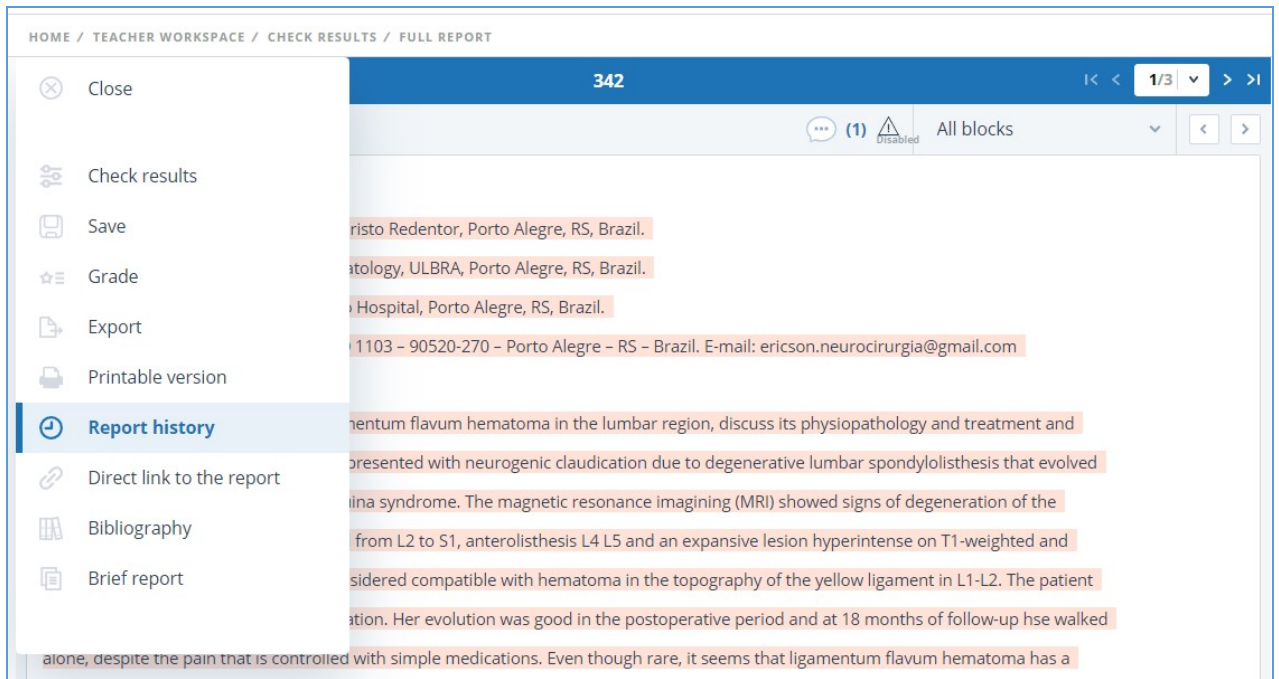 HOME / TEACHER WORKSPACE / CHECK RESULTS / FULL REPORT
342
1/3
Close
(1)
Disabled
All blocks
Check results
Save
Grade
Export
Printable version
Report history
Direct link to the report
Bibliography
Brief report
risto Redentor, Porto Alegre, RS, Brazil.
atology, ULBRA, Porto Alegre, RS, Brazil.
Hospital, Porto Alegre, RS, Brazil.
1103 – 90520-270 – Porto Alegre – RS – Brazil. E-mail: ericson.neurocirurgia@gmail.com
mentum flavum hematoma in the lumbar region, discuss its physiopathology and treatment and
presented with neurogenic claudication due to degenerative lumbar spondylolisthesis that evolved
ina syndrome. The magnetic resonance imagining (MRI) showed signs of degeneration of the
from L2 to S1, anterolisthesis L4 L5 and an expansive lesion hyperintense on T1-weighted and
sidered compatible with hematoma in the topography of the yellow ligament in L1-L2. The patient
ation. Her evolution was good in the postoperative period and at 18 months of follow-up hse walked
alone, despite the pain that is controlled with simple medications. Even though rare, it seems that ligamentum flavum hematoma has a